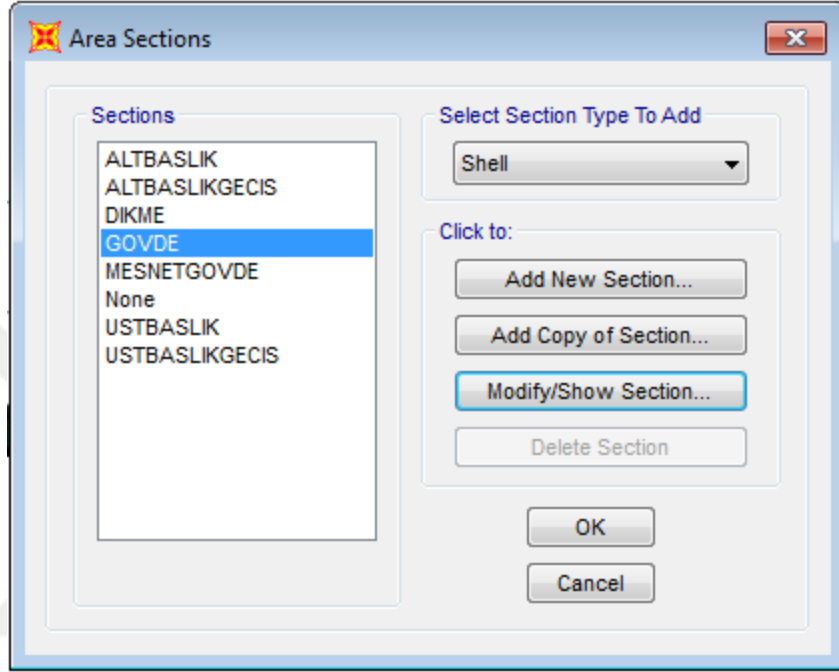 Area Sections
Sections
ALTBASLIK
ALTBASLIKGECIS
DIKME
GOVDE
MESNETGOVDE
None
USTBASLIK
USTBASLIKGECIS
Select Section Type To Add
Shell
Click to:
Add New Section...
Add Copy of Section...
Modify/Show Section...
Delete Section
OK
Cancel